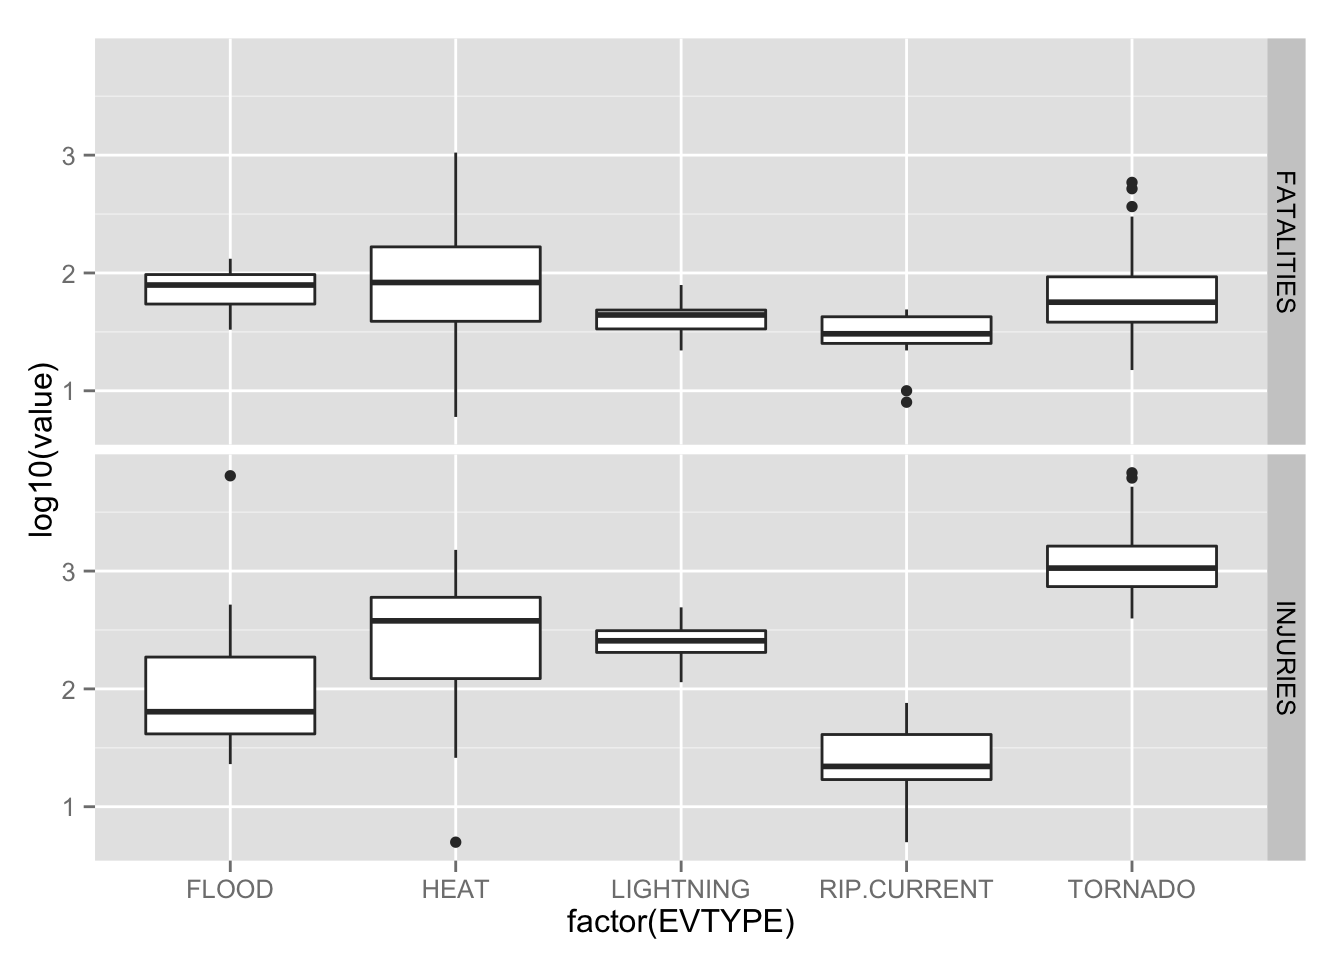 log10(value)
3
2
1
FATALITIES
3
2
1
INJURIES
FLOOD HEAT LIGHTNING RIP.CURRENT TORNADO
factor(EVTYPE)